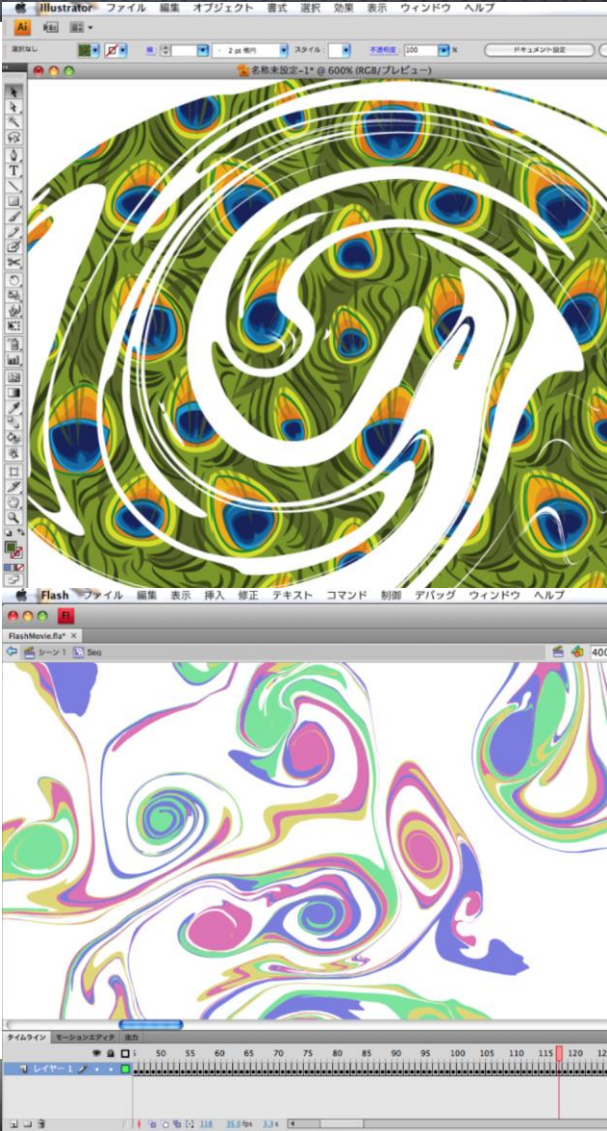 Illustrator ファイル 編集 オブジェクト 書式 選択 効果 表示 ウィンドウ ヘルプ
Ai Br
選択なし 線: 2 pt 楕円 スタイル: 不透明度: 100 % ドキュメント設定
名称未設定-1* @ 600% (RGB/プレビュー)
T
Flash ファイル 編集 表示 挿入 修正 テキスト コマンド 制御 デバッグ ウィンドウ ヘルプ
FL
FlashMovie.fla* ×
シーン 1 Seq 400
タイムライン モーションエディタ 出力
50 55 60 65 70 75 80 85 90 95 100 105 110 115 120 12
レイヤー 1
118 35.0 fps 3.3 s